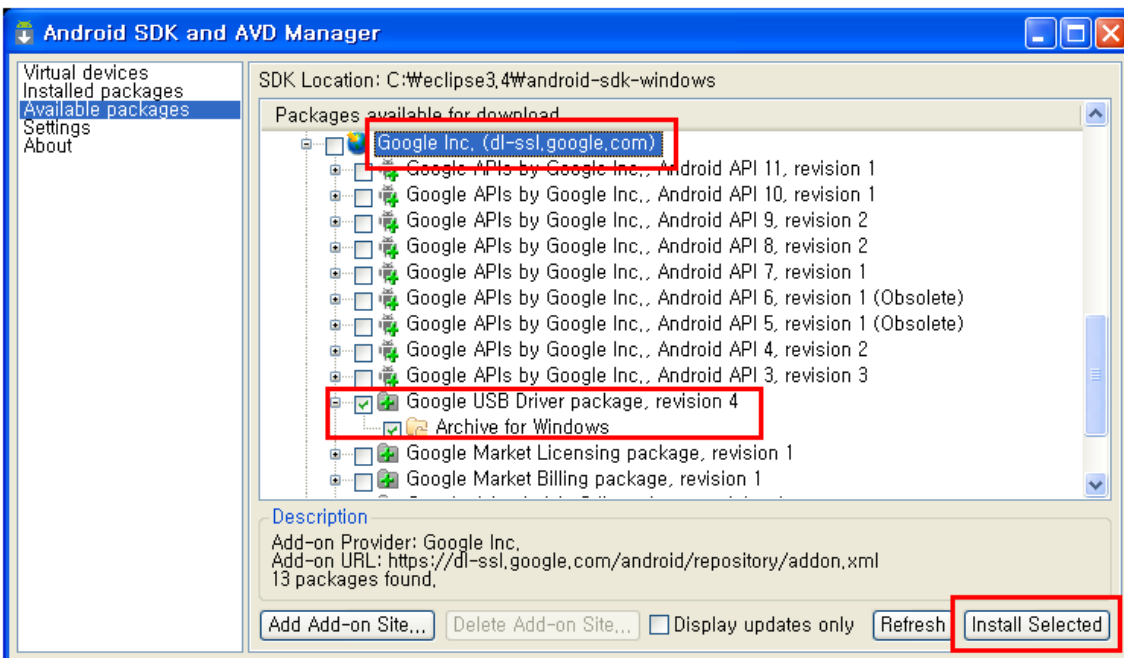 Android SDK and AVD Manager
Virtual devices
Installed packages
Available packages
Settings
About
SDK Location: C:₩eclipse3.4₩android-sdk-windows
Packages available for download
Google Inc. (dl-ssl.google.com)
Google APIs by Google Inc., Android API 11, revision 1
Google APIs by Google Inc., Android API 10, revision 1
Google APIs by Google Inc., Android API 9, revision 2
Google APIs by Google Inc., Android API 8, revision 2
Google APIs by Google Inc., Android API 7, revision 1
Google APIs by Google Inc., Android API 6, revision 1 (Obsolete)
Google APIs by Google Inc., Android API 5, revision 1 (Obsolete)
Google APIs by Google Inc., Android API 4, revision 2
Google APIs by Google Inc., Android API 3, revision 3
Google USB Driver package, revision 4
Archive for Windows
Google Market Licensing package, revision 1
Google Market Billing package, revision 1
Description
Add-on Provider: Google Inc.
Add-on URL: https://dl-ssl.google.com/android/repository/addon.xml
13 packages found.
Add Add-on Site... Delete Add-on Site... Display updates only Refresh Install Selected